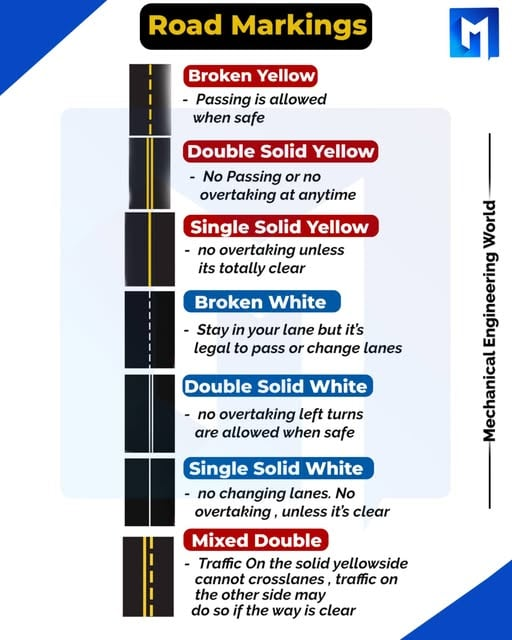 Road Markings
M
Broken Yellow
- Passing is allowed
when safe
Double Solid Yellow
- No Passing or no
overtaking at anytime
Single Solid Yellow
- no overtaking unless
its totally clear
Broken White
- Stay in your lane but it's
legal to pass or change lanes
Double Solid White
- no overtaking left turns
are allowed when safe
Single Solid White
- no changing lanes. No
overtaking , unless it's clear
Mixed Double
- Traffic On the solid yellowside
cannot crosslanes , traffic on
the other side may
do so if the way is clear
Mechanical Engineering World